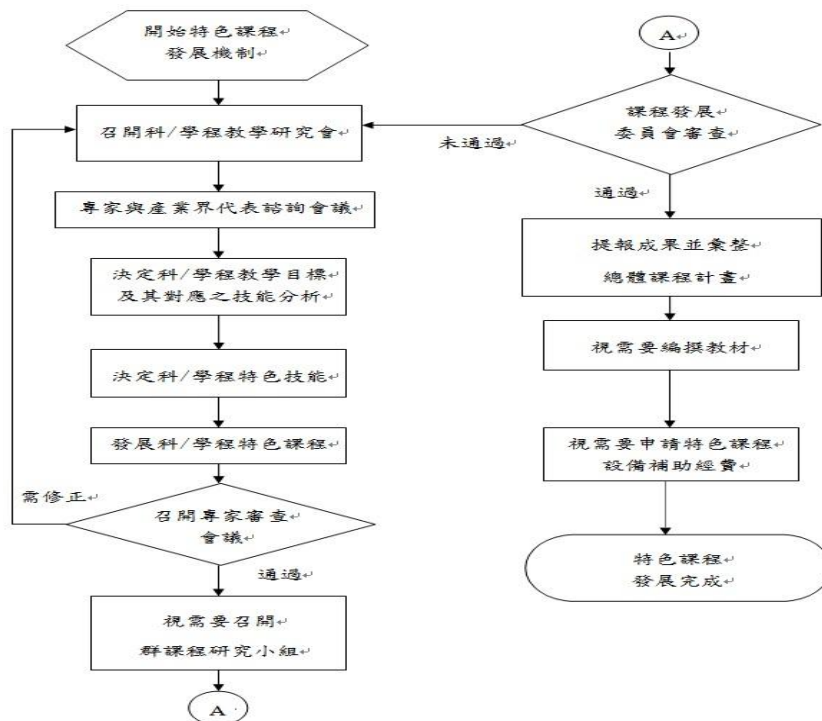 開始特色課程
發展機制
召開科/學程教學研究會
專家與產業界代表諮詢會議
決定科/學程教學目標
及其對應之技能分析
決定科/學程特色技能
發展科/學程特色課程
需修正
召開專家審查
會議
通過
視需要召開
群課程研究小組
A
A
課程發展
委員會審查
未通過
通過
提報成果並彙整
總體課程計畫
視需要編撰教材
視需要申請特色課程
設備補助經費
特色課程
發展完成